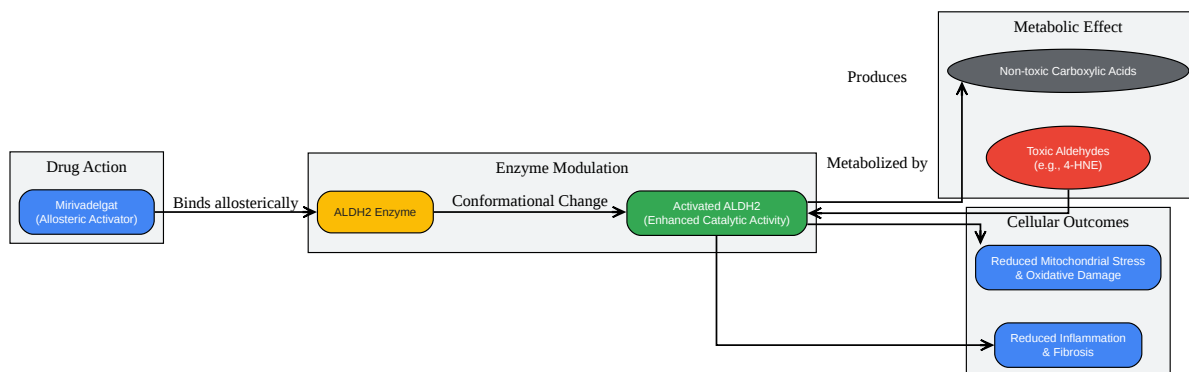 Drug Action
Mirivadelgat
(Allosteric Activator)
Binds allosterically
Enzyme Modulation
ALDH2 Enzyme
Conformational Change
Activated ALDH2
(Enhanced Catalytic Activity)
Produces
Metabolized by
Metabolic Effect
Non-toxic Carboxylic Acids
Toxic Aldehydes
(e.g., 4-HNE)
Cellular Outcomes
Reduced Mitochondrial Stress
& Oxidative Damage
Reduced Inflammation
& Fibrosis